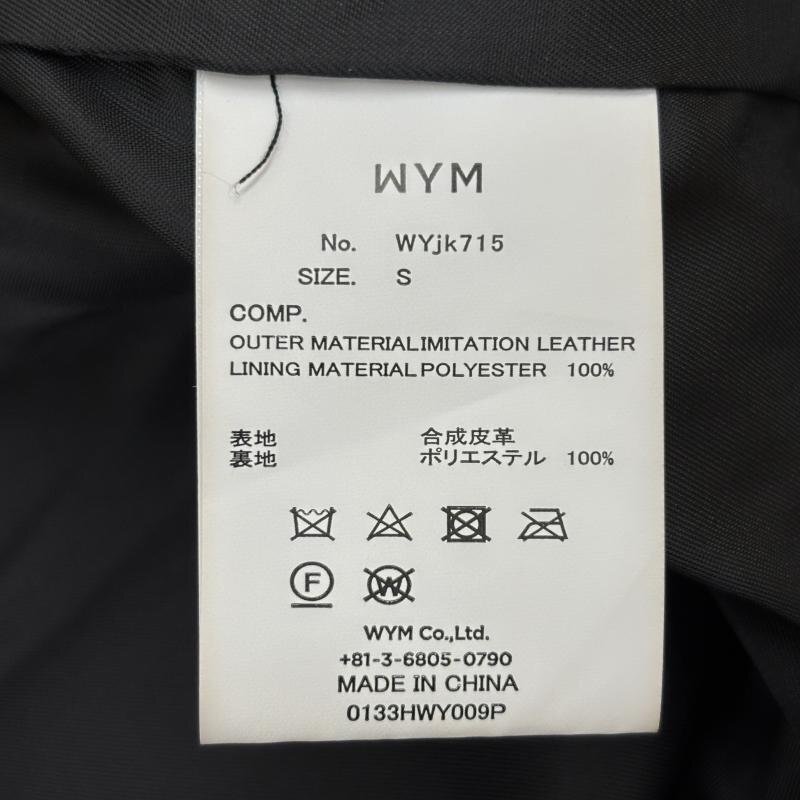 WYM
No. WYjk715
SIZE. S
COMP.
OUTER MATERIALIMITATION LEATHER
LINING MATERIALPOLYESTER 100%
表地 合成皮革
裏地 ポリエステル 100%
F W
WYM Co.,Ltd.
+81-3-6805-0790
MADE IN CHINA
0133HWY009P